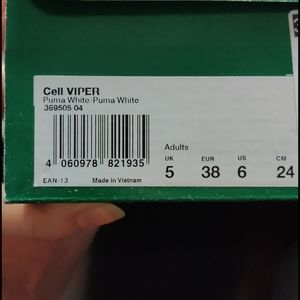 Cell VIPER
Puma White-Puma White
369505 04
Adults
UK EUR US CM
5 38 6 24
4 060978 821935
EAN-13 Made in Vietnam